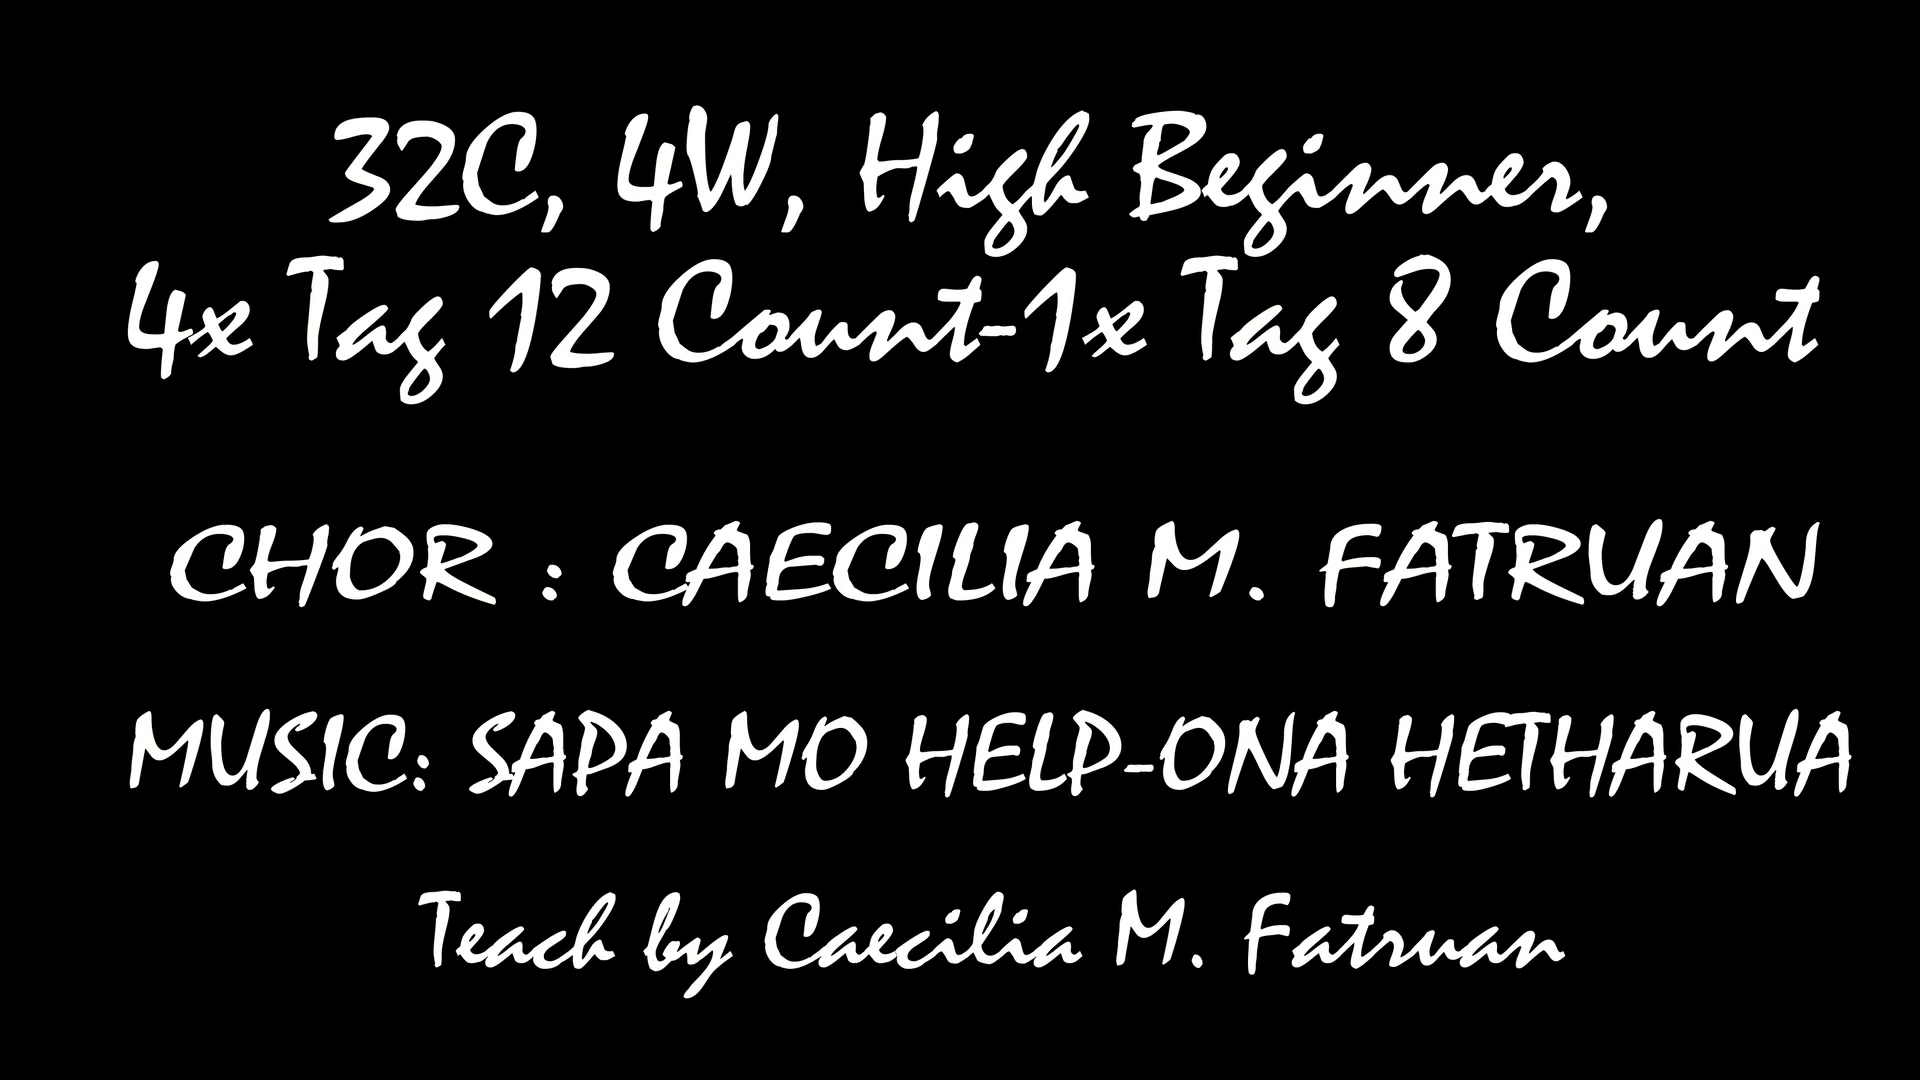 32C, 4W, High Beginner,
4x Tag 12 Count-1x Tag 8 Count
CHOR : CAECILIA M. FATRUAN
MUSIC: SAPA MO HELP-ONA HETHARUA
Teach by Caecilia M. Fatruan